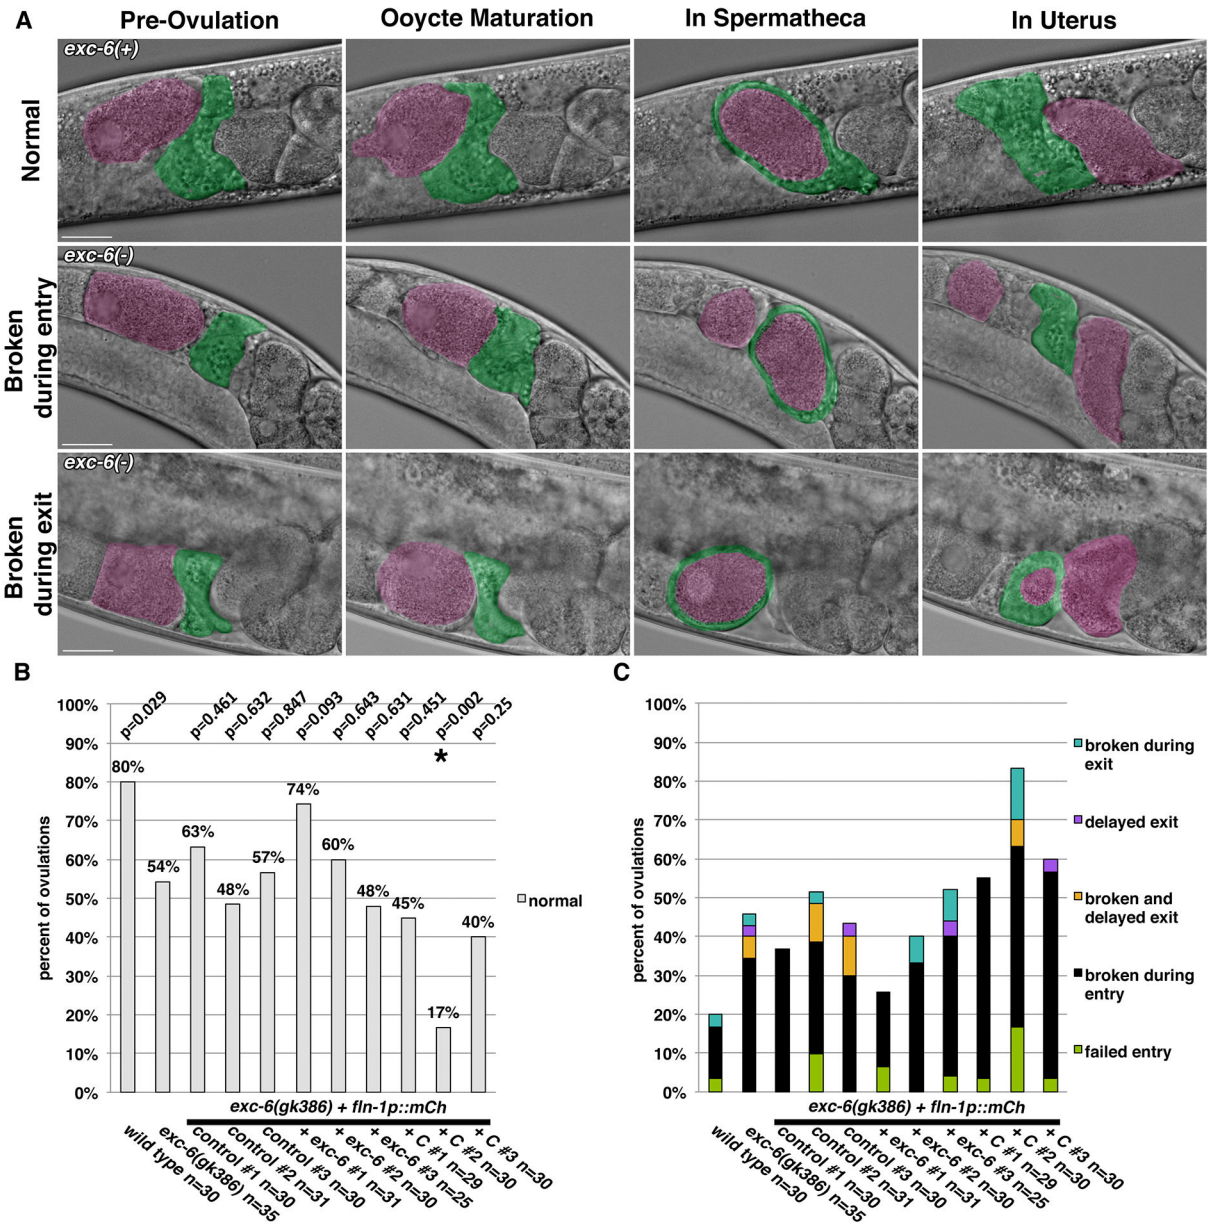 A
Pre-Ovulation
Ooycte Maturation
In Spermatheca
In Uterus
Normal
exc-6(+)
Broken
during entry
exc-6(-)
Broken
during exit
exc-6(-)
B
p=0.029
p=0.461
p=0.632
p=0.847
p=0.093
p=0.643
p=0.631
p=0.451
p=0.002
p=0.25
*
percent of ovulations
100%
90%
80%
70%
60%
50%
40%
30%
20%
10%
0%
80%
54%
63%
48%
57%
74%
60%
48%
45%
17%
40%
normal
exc-6(gk386) + fln-1p::mCh
wild type n=30
exc-6(gk386) n=35
control #1 n=30
control #2 n=31
control #3 n=30
+ exc-6 #1 n=31
+ exc-6 #2 n=30
+ exc-6 #3 n=25
+ C #1 n=29
+ C #2 n=30
+ C #3 n=30
C
percent of ovulations
100%
90%
80%
70%
60%
50%
40%
30%
20%
10%
0%
broken during
exit
delayed exit
broken and
delayed exit
broken during
entry
failed entry
exc-6(gk386) + fln-1p::mCh
wild type n=30
exc-6(gk386) n=35
control #1 n=30
control #2 n=31
control #3 n=30
+ exc-6 #1 n=31
+ exc-6 #2 n=30
+ exc-6 #3 n=25
+ C #1 n=29
+ C #2 n=30
+ C #3 n=30